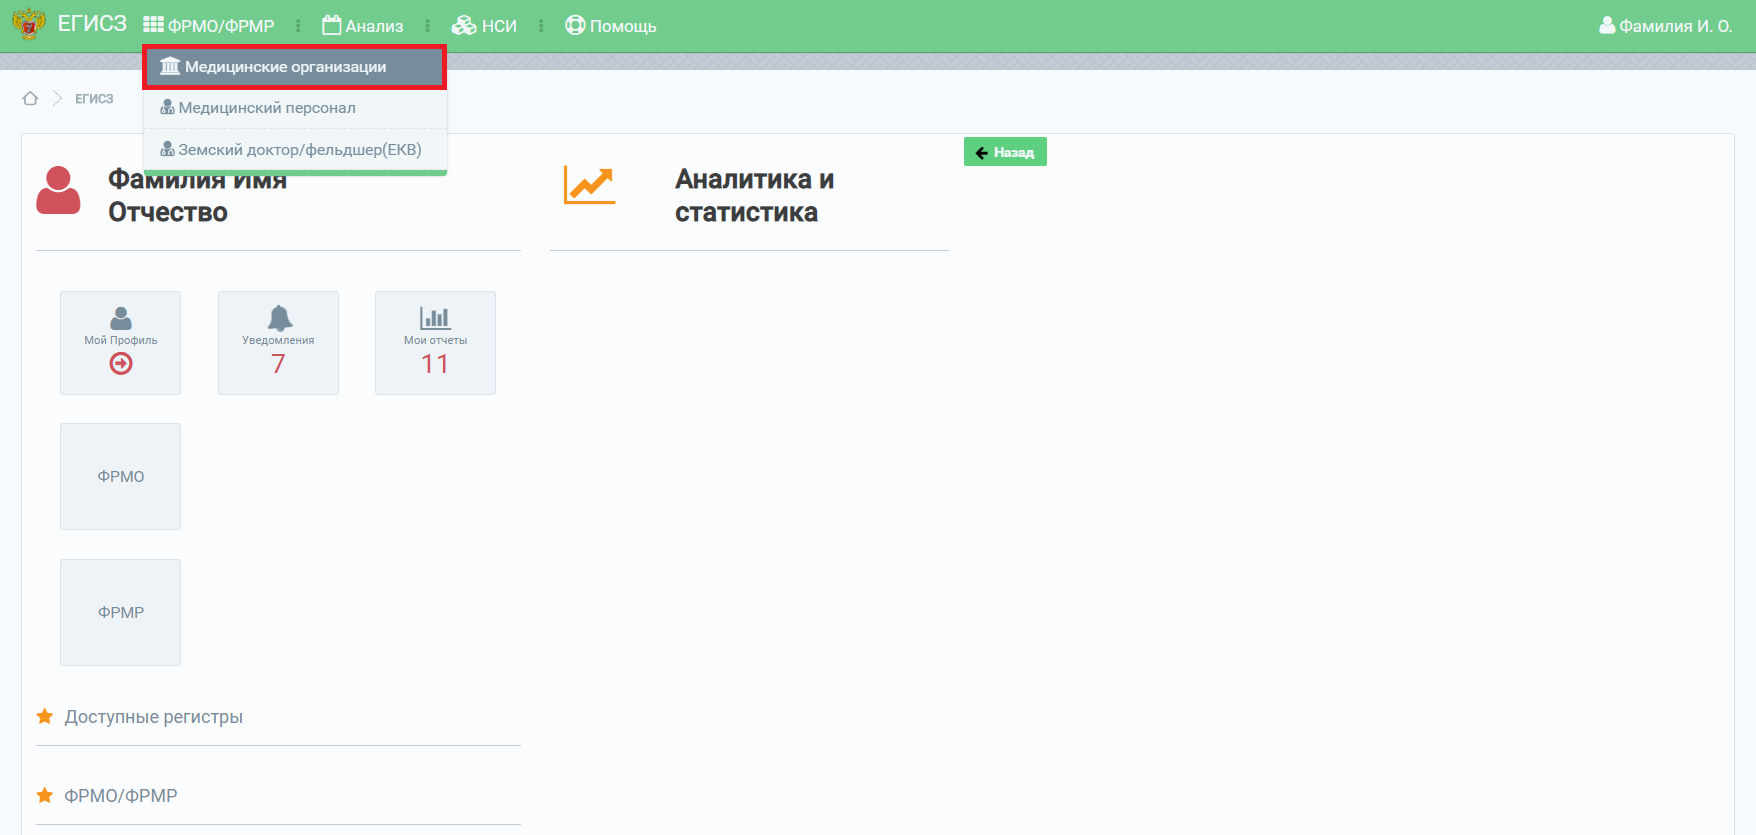 ЕГИСЗ ФРМО/ФРМР Анализ НСИ Помощь Фамилия И. О.
Медицинские организации
Медицинский персонал
Земский доктор/фельдшер(ЕКВ)
ЕГИСЗ
Назад
Фамилия Имя
Отчество
Аналитика и
статистика
Мой Профиль
Уведомления
7
Мои отчеты
11
ФРМО
ФРМР
Доступные регистры
ФРМО/ФРМР